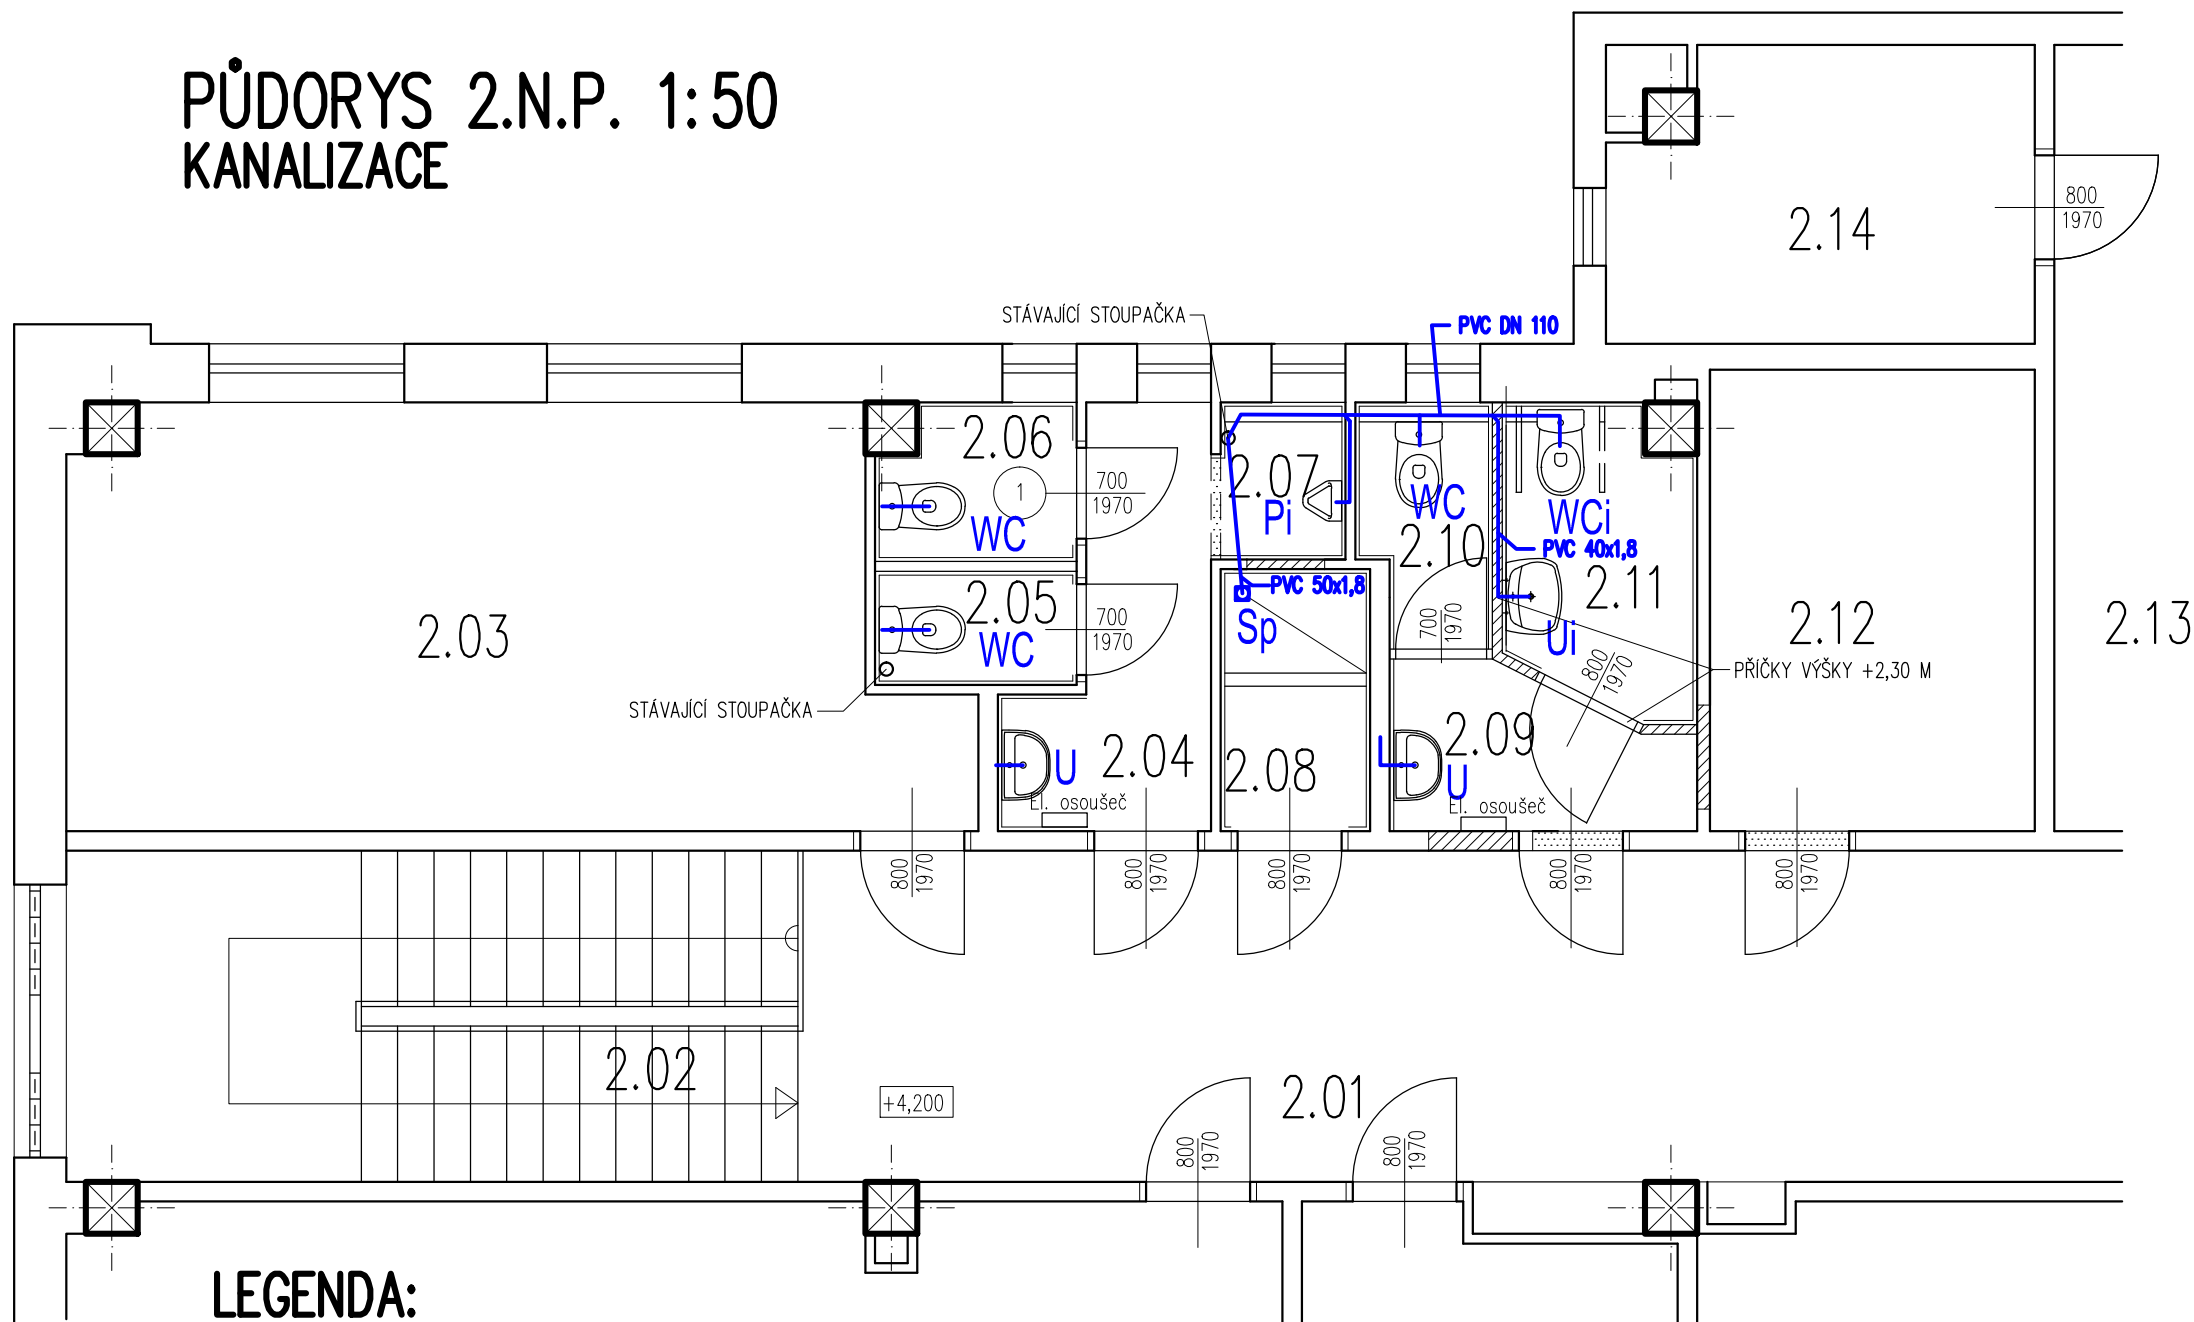 PŮDORYS 2.N.P. 1:50
KANALIZACE
2.14
800
1970
STÁVAJÍCÍ STOUPAČKA
PVC DN 110
2.06
1
700
1970
WC
2.07
Pi
WC
2.10
WCi
PVC 40x1,8
2.11
PVC 50x1,8
2.05
WC
700
1970
Sp
700
1970
Ui
800
1970
2.03
2.12
2.13
PŘÍČKY VÝŠKY +2,30 M
STÁVAJÍCÍ STOUPAČKA
U
2.04
El. osoušeč
2.08
2.09
U
El. osoušeč
800
1970
800
1970
800
1970
800
1970
800
1970
2.02
+4,200
2.01
800
1970
800
1970
LEGENDA: